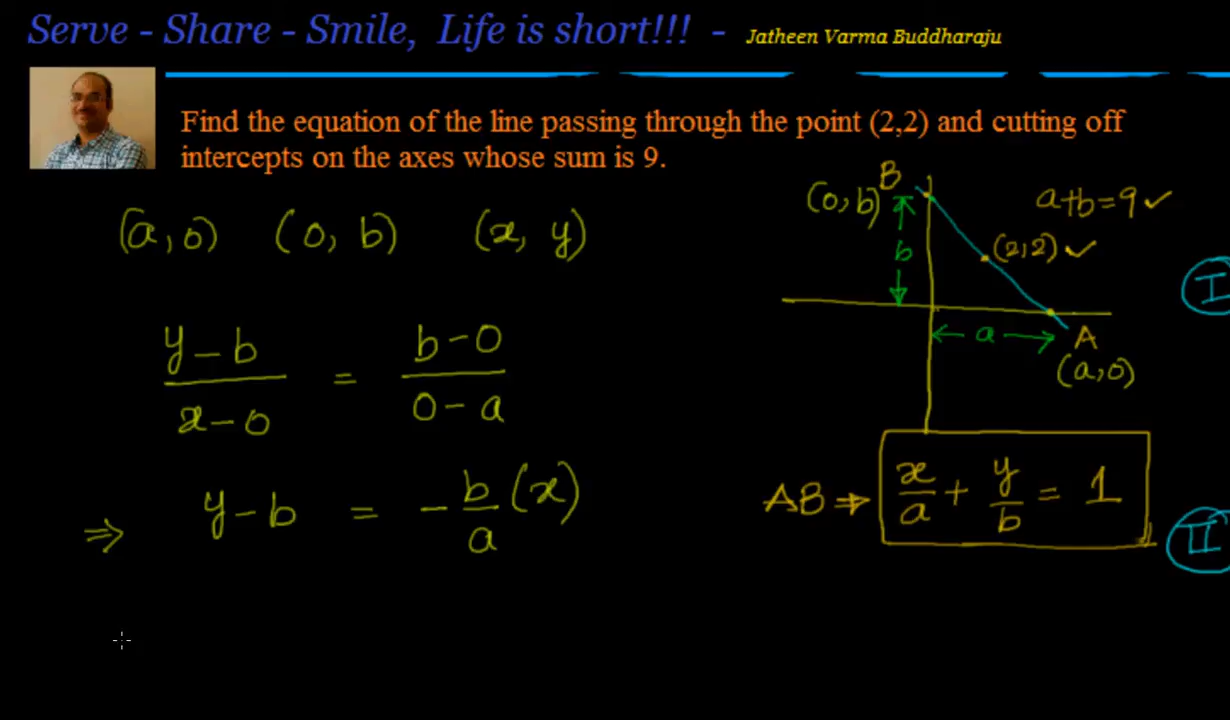 Serve - Share - Smile, Life is short!!! - Jatheen Varma Buddharaju
Find the equation of the line passing through the point (2,2) and cutting off
intercepts on the axes whose sum is 9.
(a, 0) (0, b) (x, y)
y - b / x - 0 = b - 0 / 0 - a
⇒ y - b = - b/a (x)
B
(0, b)
a+b=9 ✓
(2,2) ✓
b
I
a
A
(a,0)
AB ⇒ x/a + y/b = 1
II